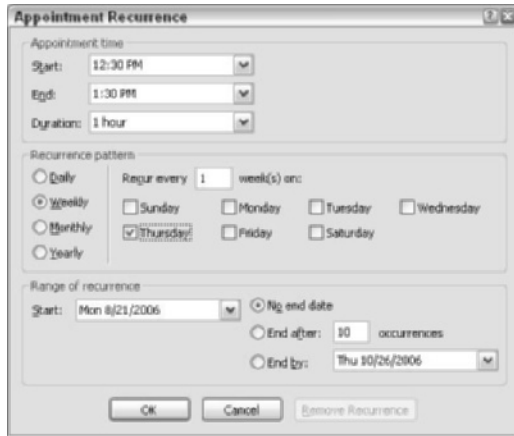 Appointment Recurrence
Appointment time
Start: 12:30 PM
End: 1:30 PM
Duration: 1 hour
Recurrence pattern
Daily
Weekly
Monthly
Yearly
Recur every 1 week(s) on:
Sunday Monday Tuesday Wednesday
Thursday Friday Saturday
Range of recurrence
Start: Mon 8/21/2006
No end date
End after: 10 occurrences
End by: Thu 10/26/2006
OK Cancel Remove Recurrence